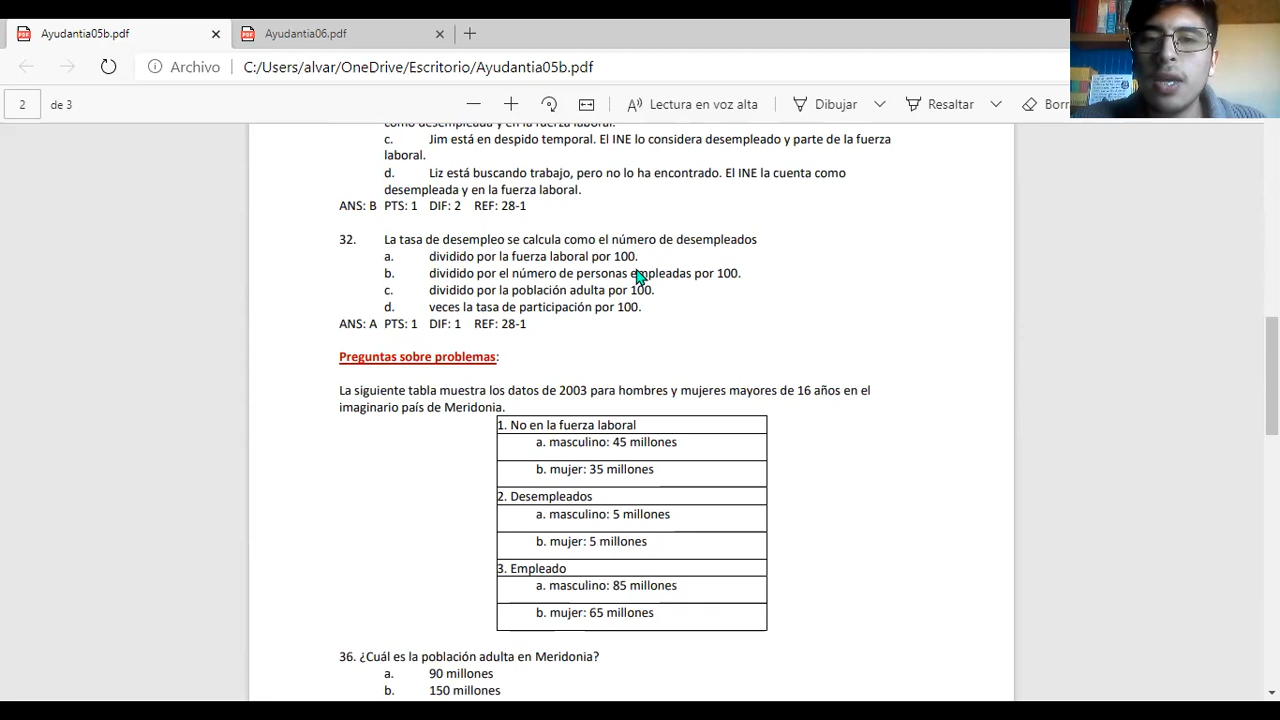 Ayudantia05b.pdf
Ayudantia06.pdf
Archivo C:/Users/alvar/OneDrive/Escritorio/Ayudantia05b.pdf
2 de 3 Lectura en voz alta Dibujar Resaltar Borr
como desempleada y en la fuerza laboral.
c. Jim está en despido temporal. El INE lo considera desempleado y parte de la fuerza
laboral.
d. Liz está buscando trabajo, pero no lo ha encontrado. El INE la cuenta como
desempleada y en la fuerza laboral.
ANS: B PTS: 1 DIF: 2 REF: 28-1
32. La tasa de desempleo se calcula como el número de desempleados
a. dividido por la fuerza laboral por 100.
b. dividido por el número de personas empleadas por 100.
c. dividido por la población adulta por 100.
d. veces la tasa de participación por 100.
ANS: A PTS: 1 DIF: 1 REF: 28-1
Preguntas sobre problemas:
La siguiente tabla muestra los datos de 2003 para hombres y mujeres mayores de 16 años en el
imaginario país de Meridonia.
1. No en la fuerza laboral
a. masculino: 45 millones
b. mujer: 35 millones
2. Desempleados
a. masculino: 5 millones
b. mujer: 5 millones
3. Empleado
a. masculino: 85 millones
b. mujer: 65 millones
36. ¿Cuál es la población adulta en Meridonia?
a. 90 millones
b. 150 millones